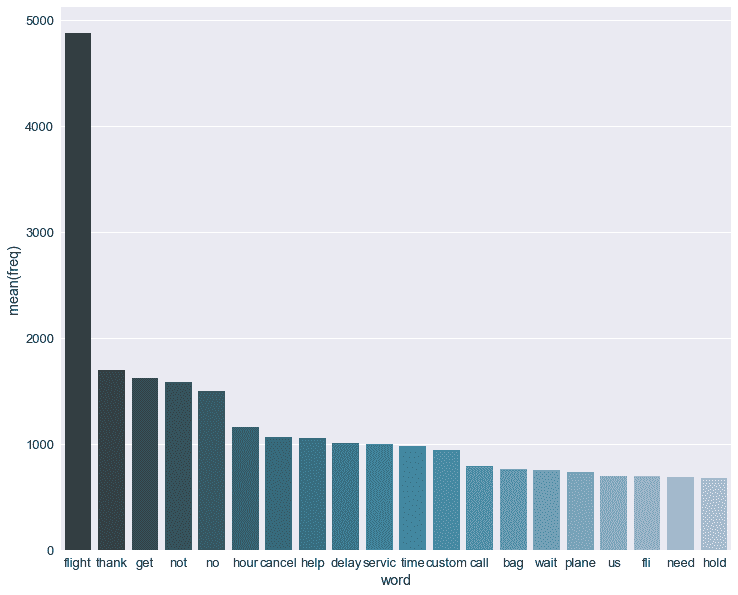 5000
4000
3000
2000
1000
0
mean(freq)
flight thank get not no hour cancel help delay servic time custom call bag wait plane us fli need hold
word